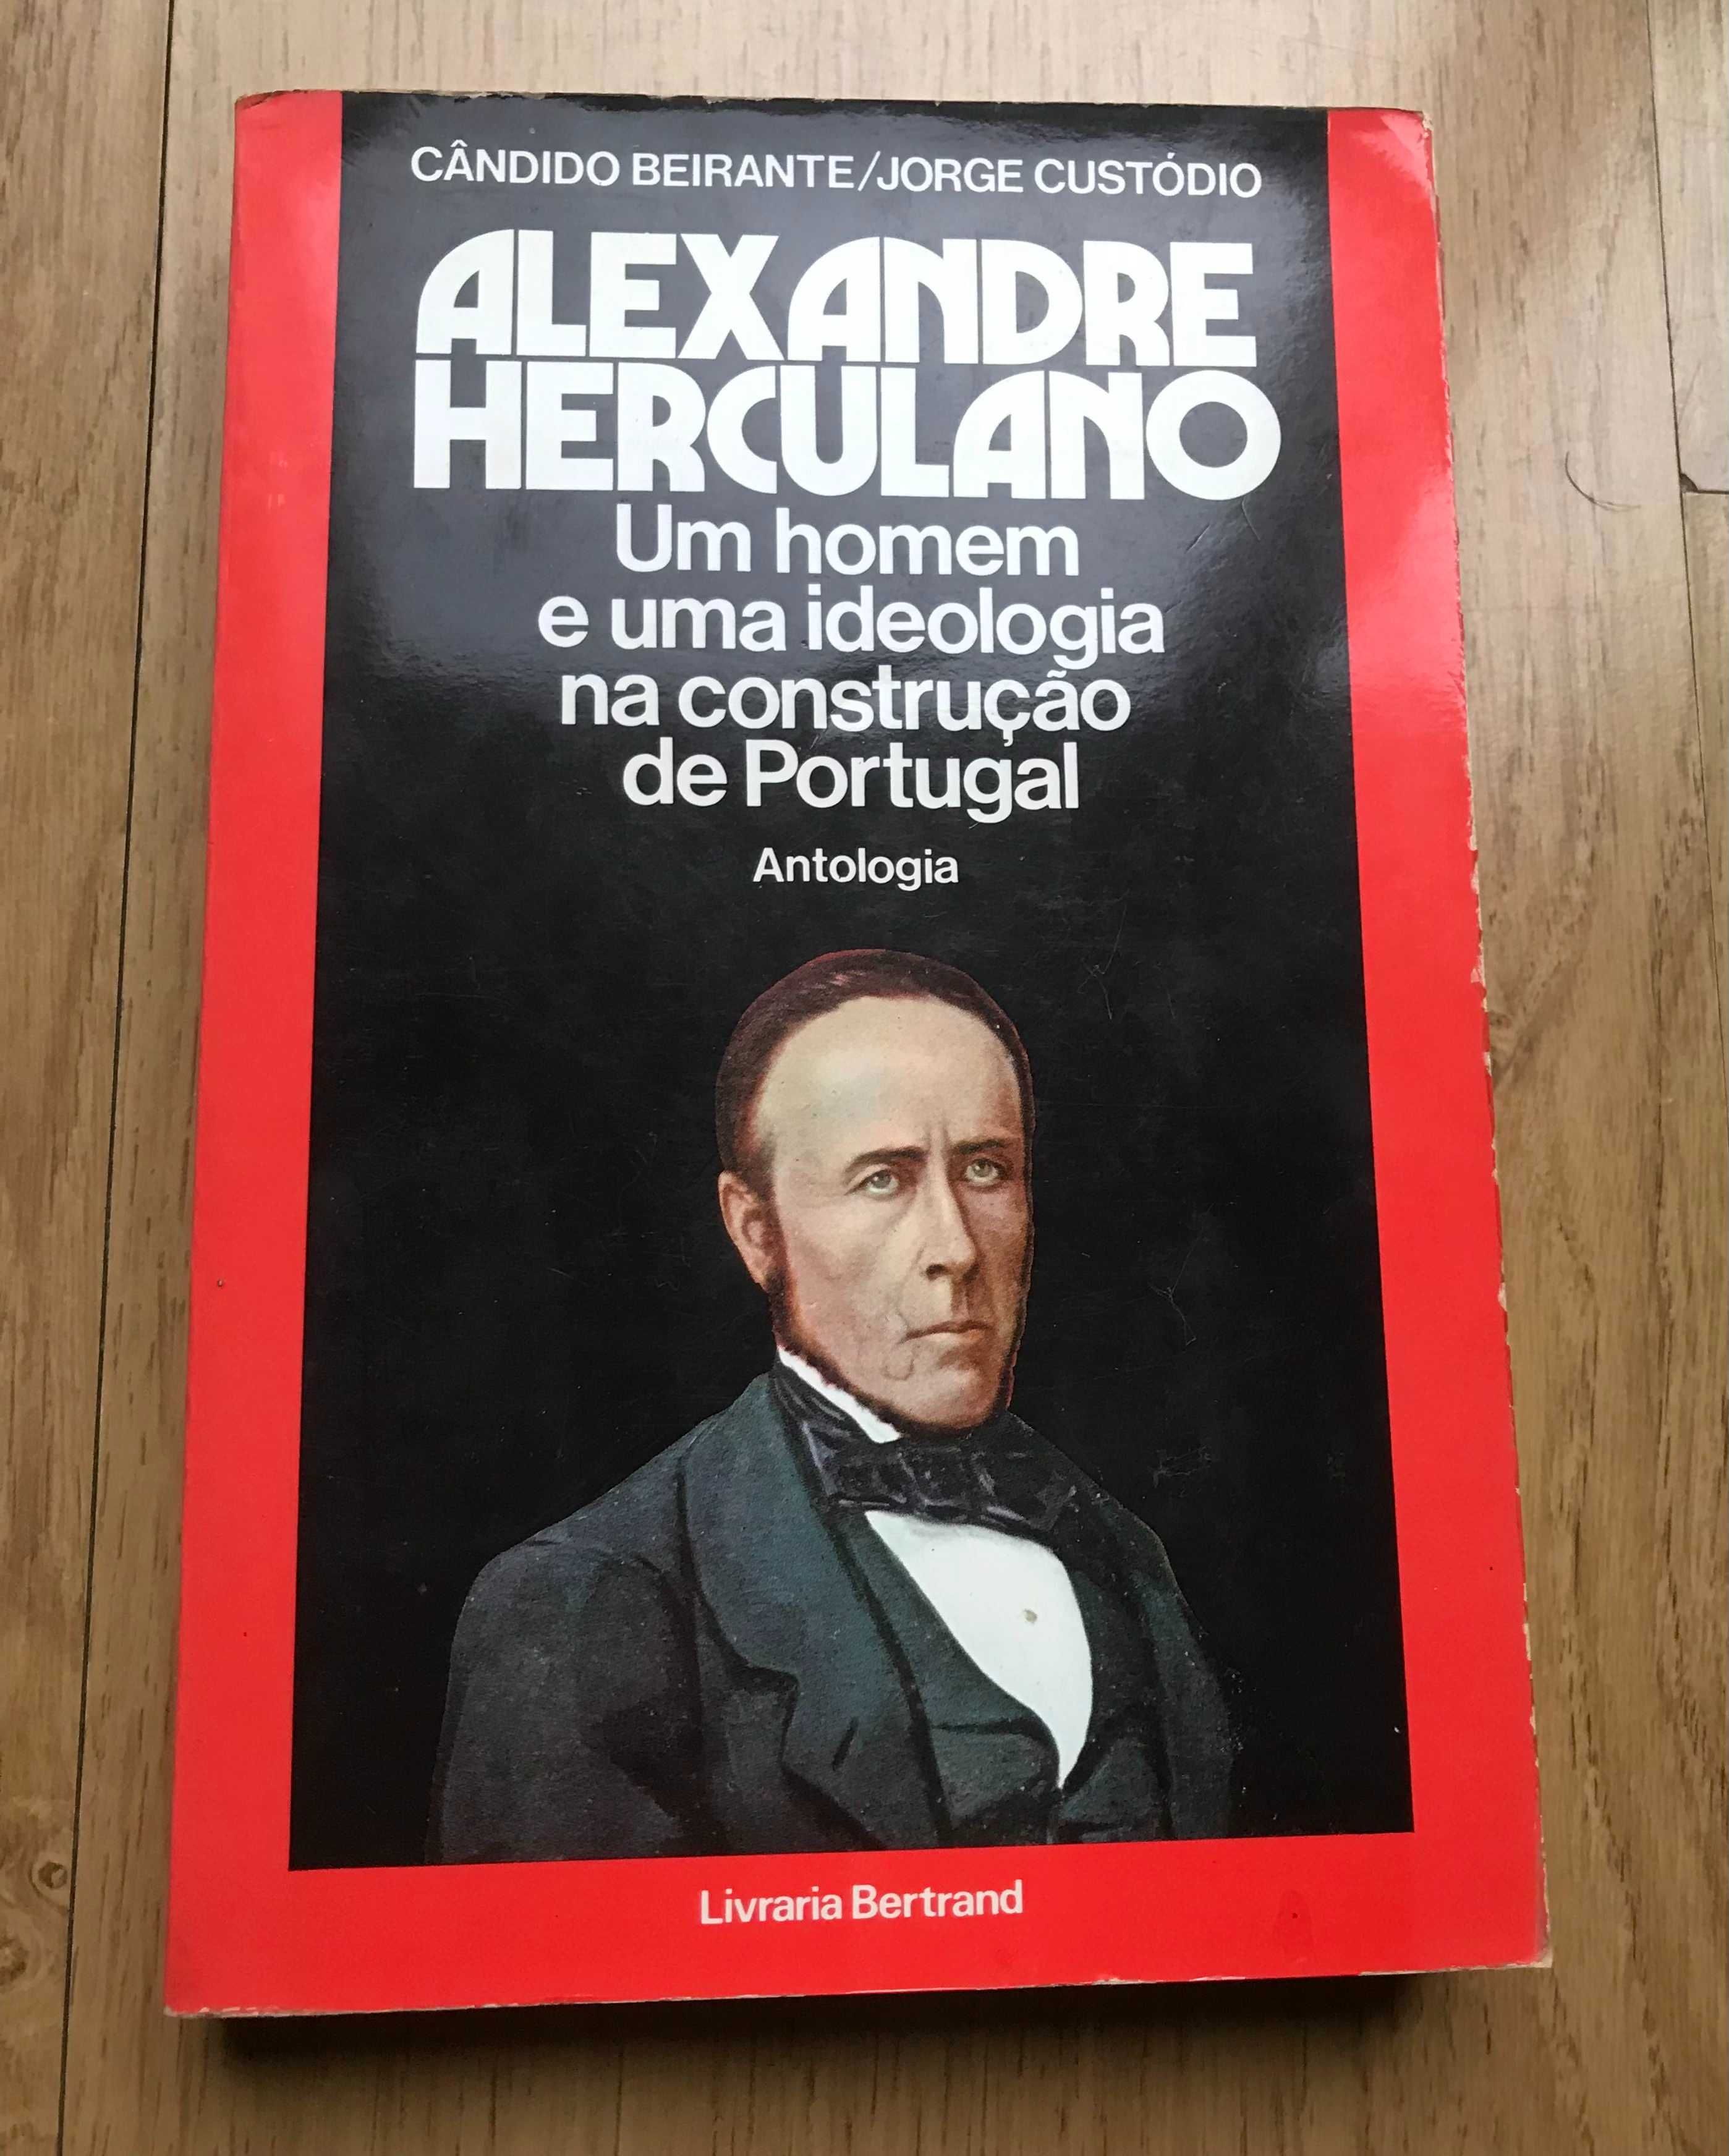 CÂNDIDO BEIRANTE/JORGE CUSTÓDIO
ALEXANDRE
HERCULANO
Um homem
e uma ideologia
na construção
de Portugal
Antologia
Livraria Bertrand